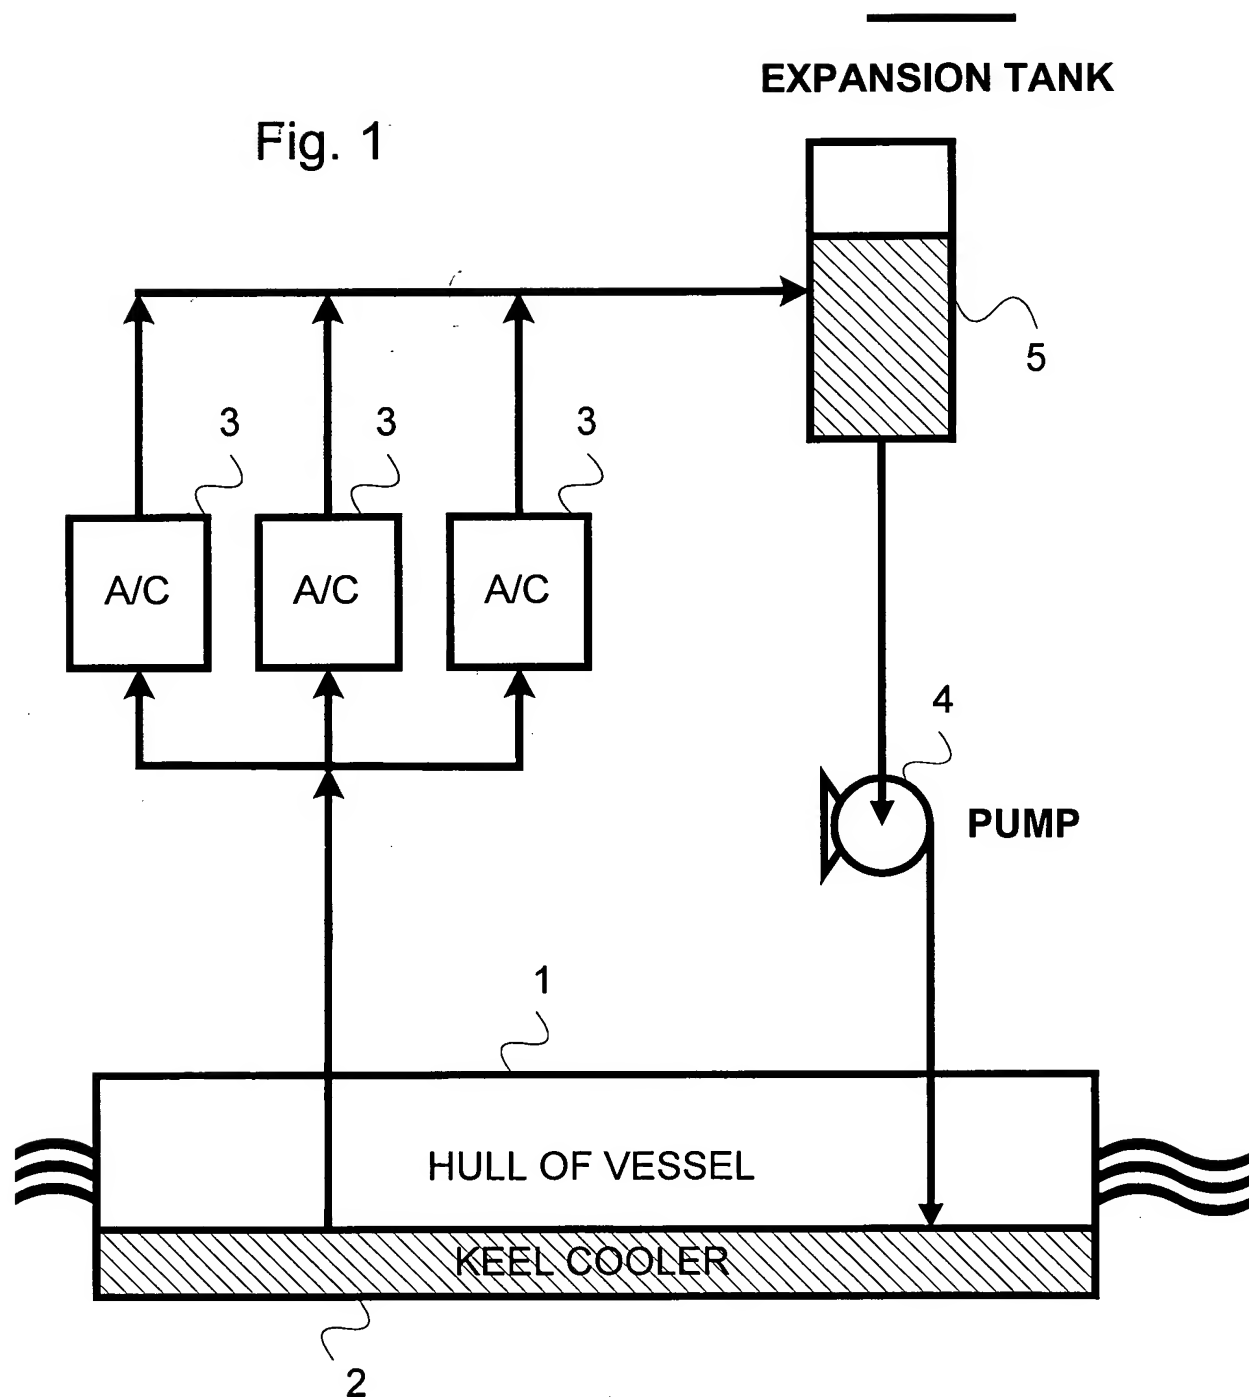 EXPANSION TANK
Fig. 1
5
3 3 3
A/C A/C A/C
4
PUMP
1
HULL OF VESSEL
KEEL COOLER
2